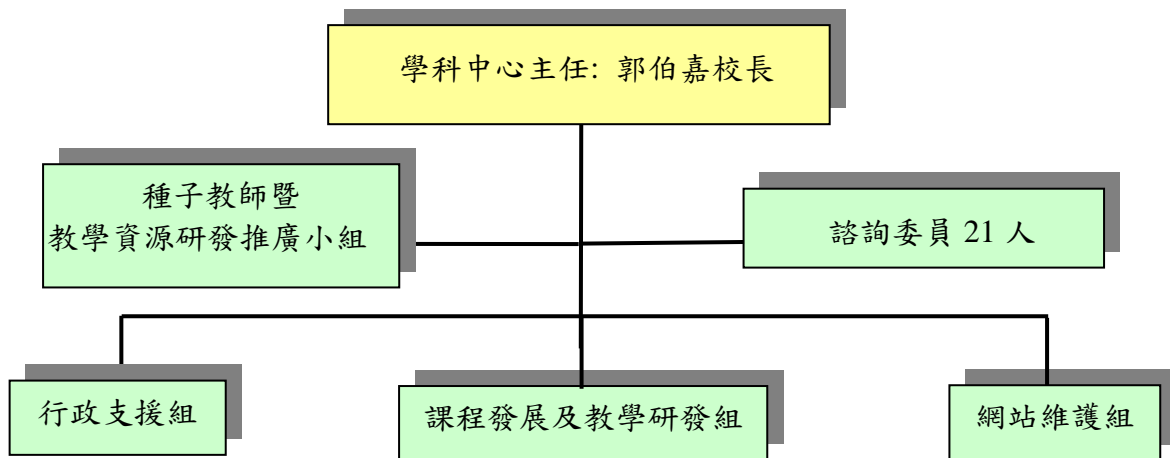 學科中心主任: 郭伯嘉校長
種子教師暨
教學資源研發推廣小組
諮詢委員 21 人
行政支援組
課程發展及教學研發組
網站維護組